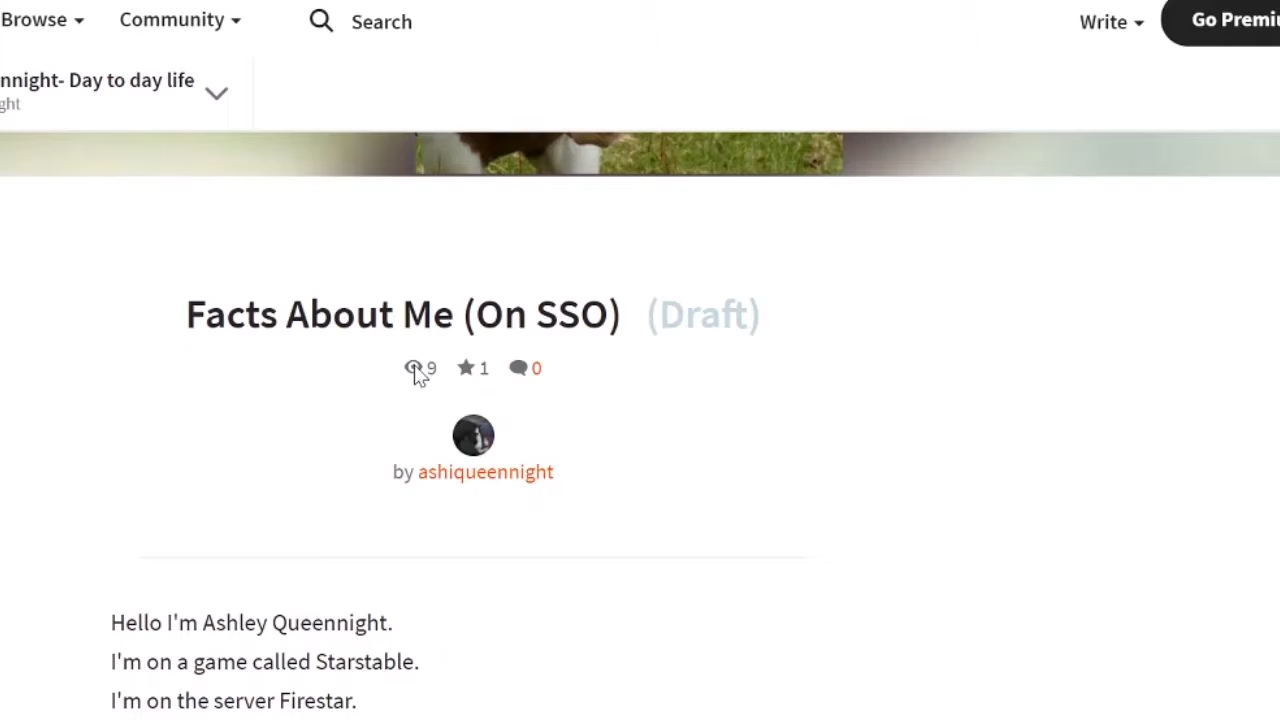 Browse Community Search Write Go Premi
nnight- Day to day life
ght
Facts About Me (On SSO) (Draft)
9 1 0
by ashiqueennight
Hello I'm Ashley Queennight.
I'm on a game called Starstable.
I'm on the server Firestar.